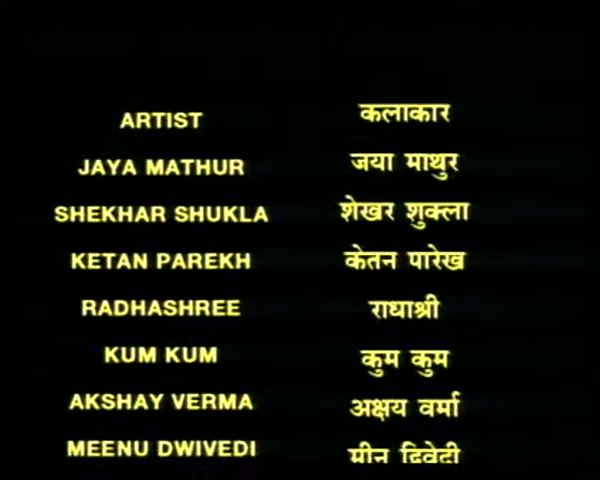 ARTIST कलाकार
JAYA MATHUR जया माथुर
SHEKHAR SHUKLA शेखर शुक्ला
KETAN PAREKH केतन पारेख
RADHASHREE राधाश्री
KUM KUM कुम कुम
AKSHAY VERMA अक्षय वर्मा
MEENU DWIVEDI द्विवेदी